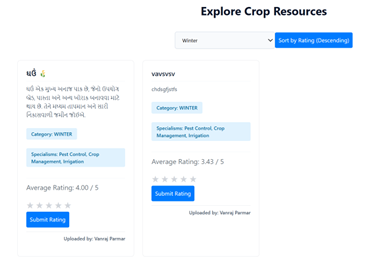 Explore Crop Resources
Winter
Sort by Rating (Descending)
ઘઉં
ઘઉં એક મુખ્ય અનાજ પાક છે, જેનો ઉપયોગ
બ્રેડ, પાસ્તા અને અન્ય ખોરાક બનાવવા માટે
થાય છે. તેને મધ્યમ તાપમાન અને સારી
નિકાસવાળી જમીન જોઈએ.
Category: WINTER
Specialisms: Pest Control, Crop
Management, Irrigation
Average Rating: 4.00 / 5
Submit Rating
Uploaded by: Vanraj Parmar
vavsvsv
Category: WINTER
Specialisms: Pest Control, Crop
Management, Irrigation
Average Rating: 3.43 / 5
Submit Rating
Uploaded by: Vanraj Parmar